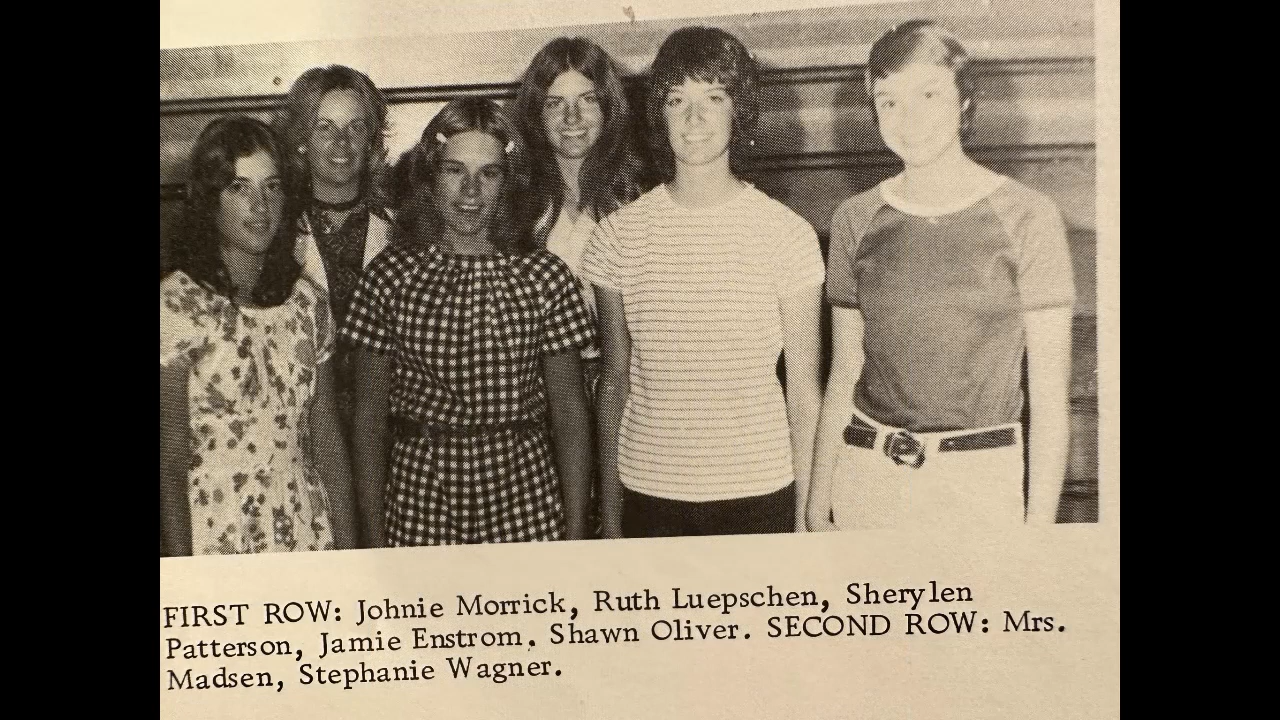 FIRST ROW: Johnie Morrick, Ruth Luepschen, Sherylen
Patterson, Jamie Enstrom. Shawn Oliver. SECOND ROW: Mrs.
Madsen, Stephanie Wagner.